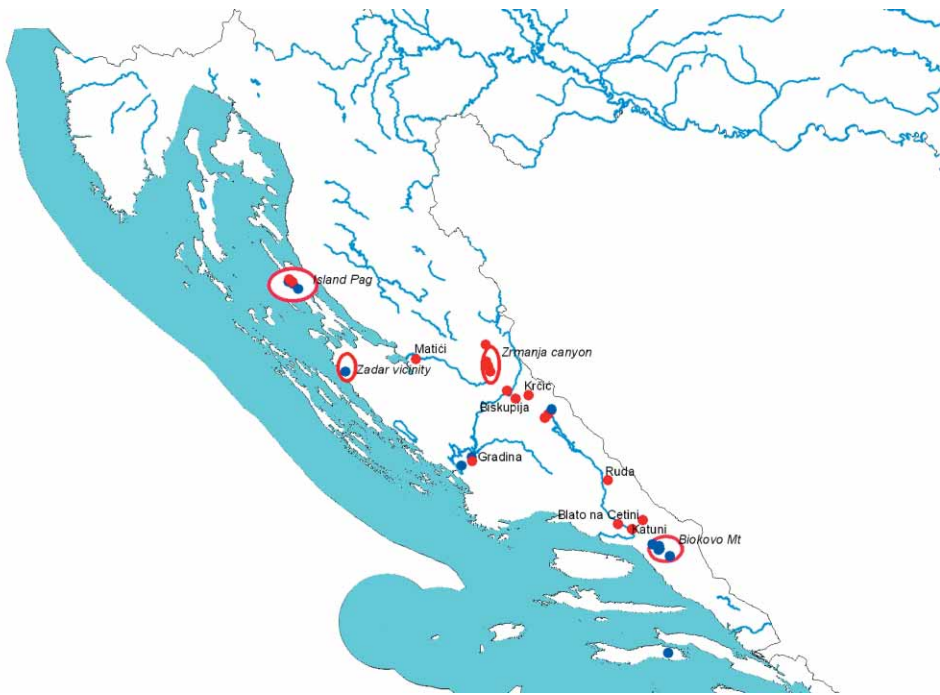 Island Pag
Matići
Zrmanja canyon
Zadar vicinity
Krčić
Biskupija
Gradina
Ruda
Blato na Cetini
Katuni
Biokovo Mt